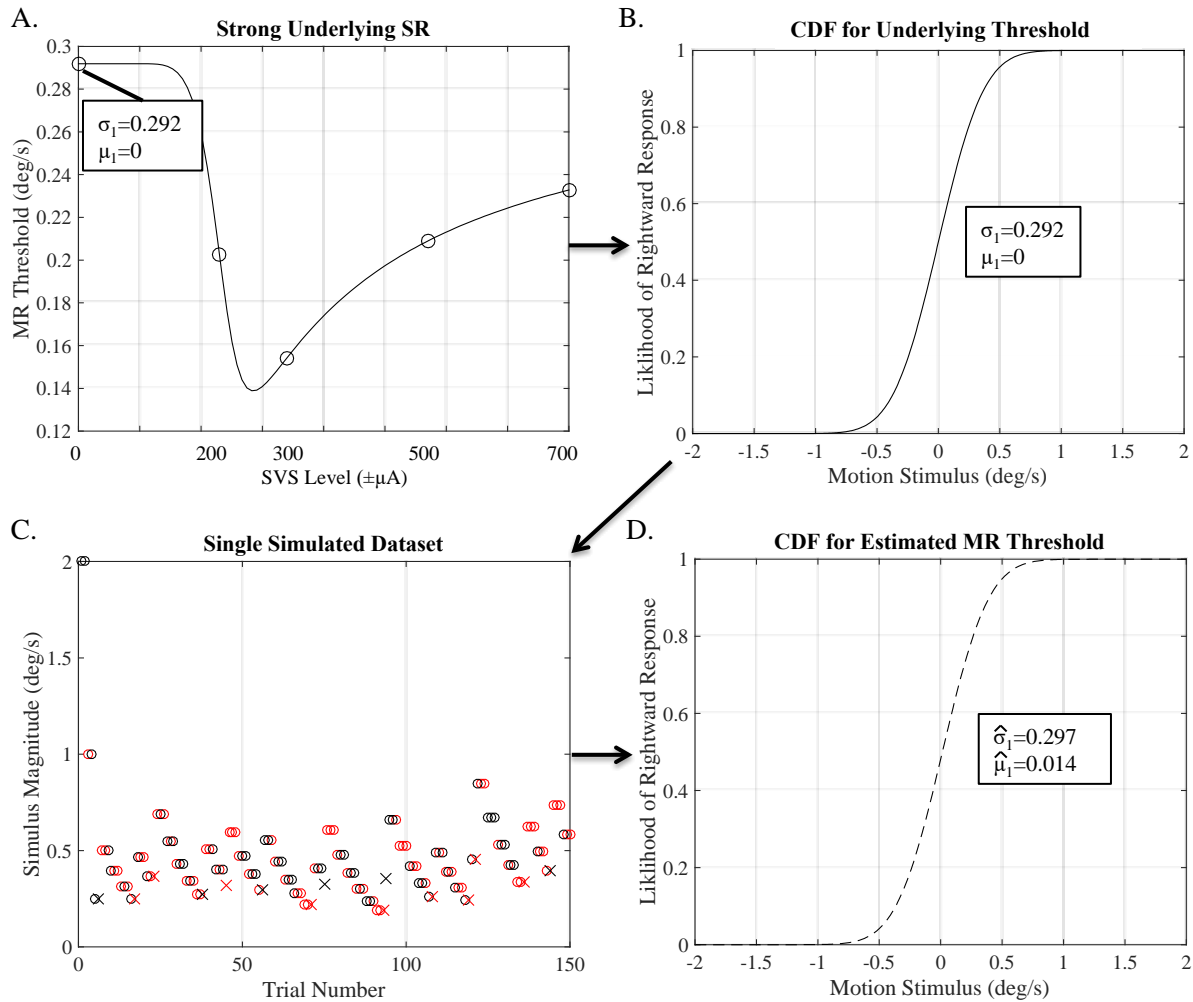 A.
Strong Underlying SR
0.3
0.28
0.26
0.24
0.22
0.2
0.18
0.16
0.14
0.12
MR Threshold (deg/s)
σ1=0.292
μ1=0
0 200 300 500 700
SVS Level (±μA)
B.
CDF for Underlying Threshold
1
0.8
0.6
0.4
0.2
0
Liklihood of Rightward Response
σ1=0.292
μ1=0
-2 -1.5 -1 -0.5 0 0.5 1 1.5 2
Motion Stimulus (deg/s)
C.
Single Simulated Dataset
2
1.5
1
0.5
0
Simulus Magnitude (deg/s)
0 50 100 150
Trial Number
D.
CDF for Estimated MR Threshold
1
0.8
0.6
0.4
0.2
0
Liklihood of Rightward Response
σ̂1=0.297
μ̂1=0.014
-2 -1.5 -1 -0.5 0 0.5 1 1.5 2
Motion Stimulus (deg/s)